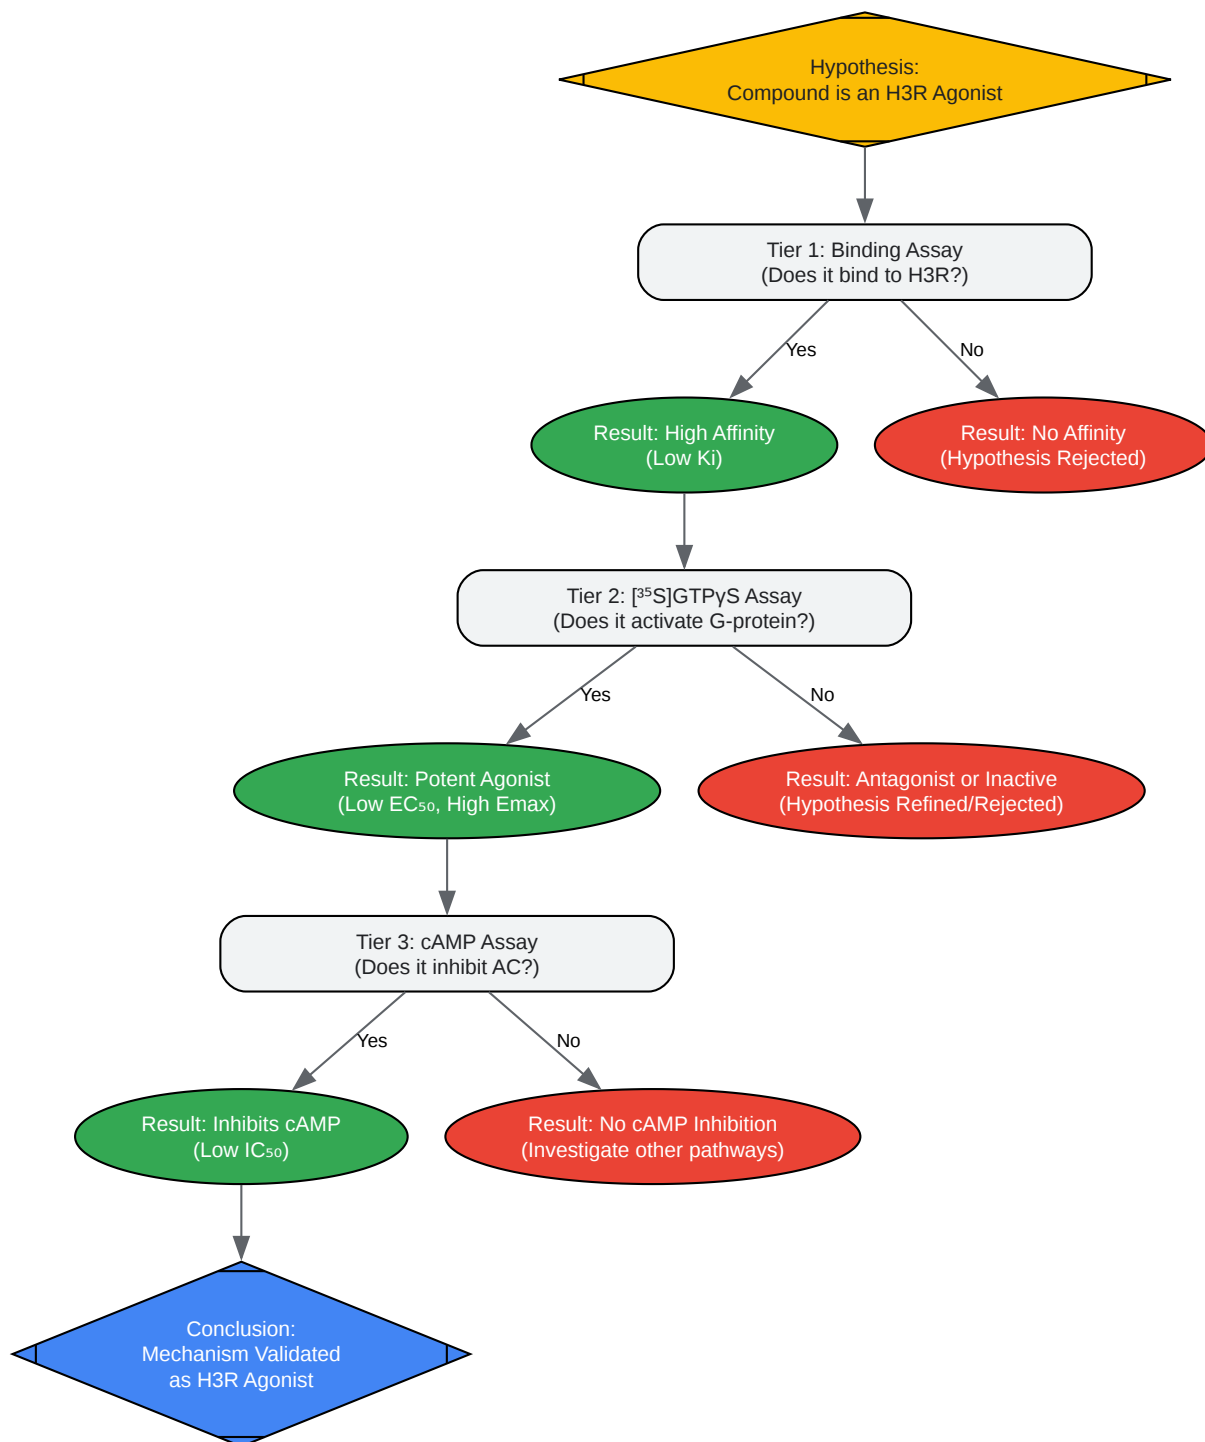 Hypothesis:
Compound is an H3R Agonist
Tier 1: Binding Assay
(Does it bind to H3R?)
Yes
No
Result: High Affinity
(Low Ki)
Result: No Affinity
(Hypothesis Rejected)
Tier 2: [³⁵S]GTPγS Assay
(Does it activate G-protein?)
Yes
No
Result: Potent Agonist
(Low EC₅₀, High Emax)
Result: Antagonist or Inactive
(Hypothesis Refined/Rejected)
Tier 3: cAMP Assay
(Does it inhibit AC?)
Yes
No
Result: Inhibits cAMP
(Low IC₅₀)
Result: No cAMP Inhibition
(Investigate other pathways)
Conclusion:
Mechanism Validated
as H3R Agonist